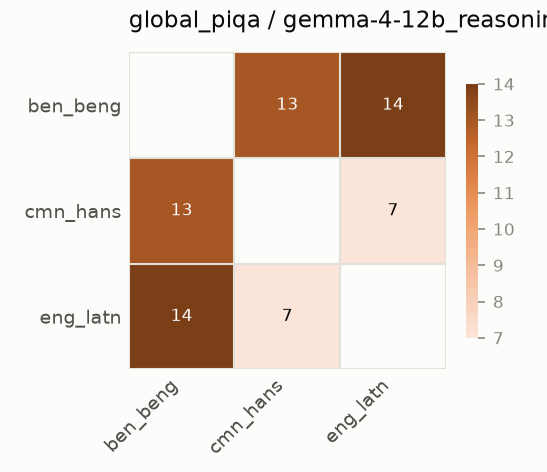 global_piqa / gemma-4-12b_reasonin
ben_beng 13 14 14
13
cmn_hans 13 7 12
11
10
9
eng_latn 14 7 8
7
ben_beng cmn_hans eng_latn